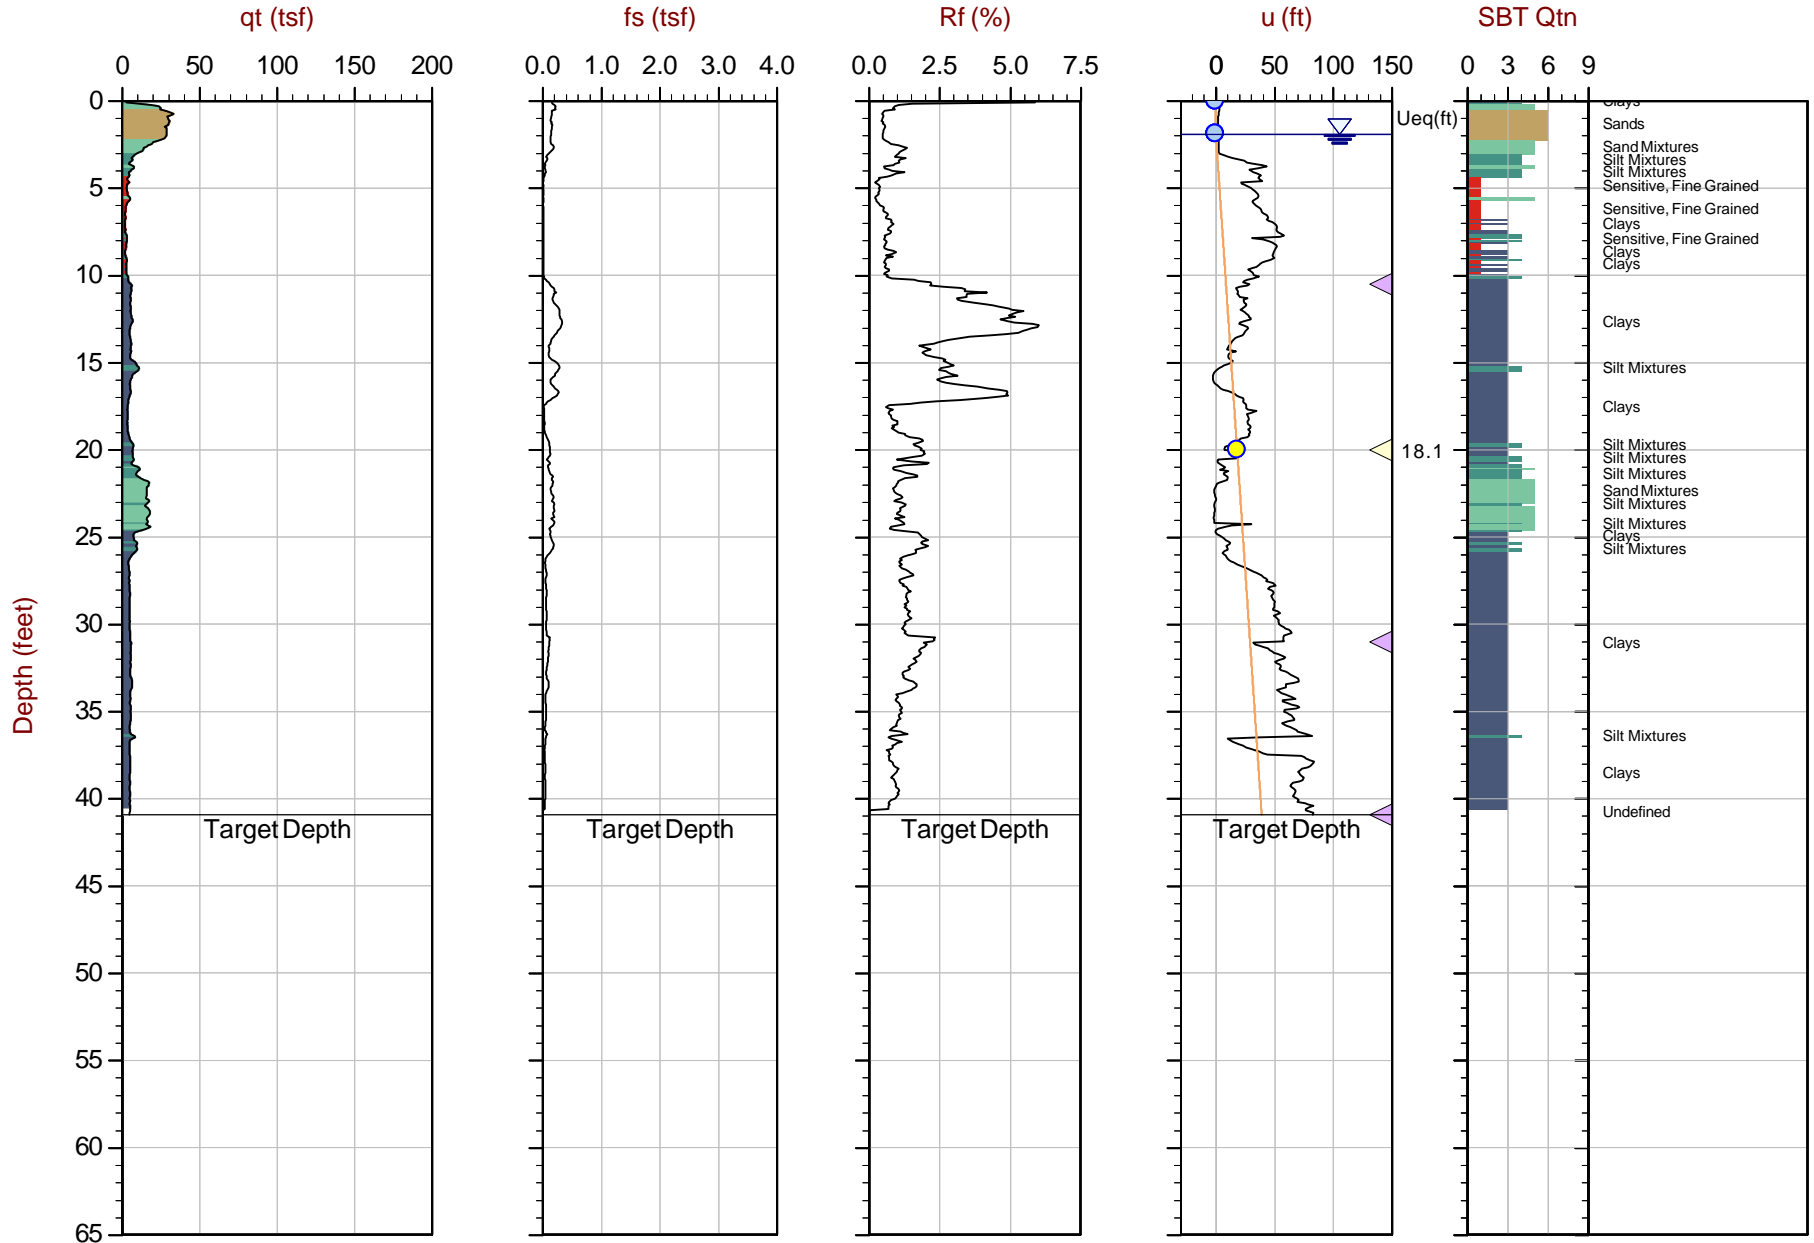 qt (tsf) fs (tsf) Rf (%) u (ft) SBT Qtn
0 50 100 150 200 0.0 1.0 2.0 3.0 4.0 0.0 2.5 5.0 7.5 0 50 100 150 0 3 6 9
0
5
10
15
20
25
30
35
40
45
50
55
60
65
Depth (feet)
Target Depth
Target Depth
Target Depth
Target Depth
Ueq(ft)
18.1
Clays
Sands
Sand Mixtures
Silt Mixtures
Silt Mixtures
Sensitive, Fine Grained
Sensitive, Fine Grained
Clays
Sensitive, Fine Grained
Clays
Clays
Clays
Silt Mixtures
Clays
Silt Mixtures
Silt Mixtures
Silt Mixtures
Sand Mixtures
Silt Mixtures
Silt Mixtures
Clays
Silt Mixtures
Clays
Silt Mixtures
Clays
Undefined